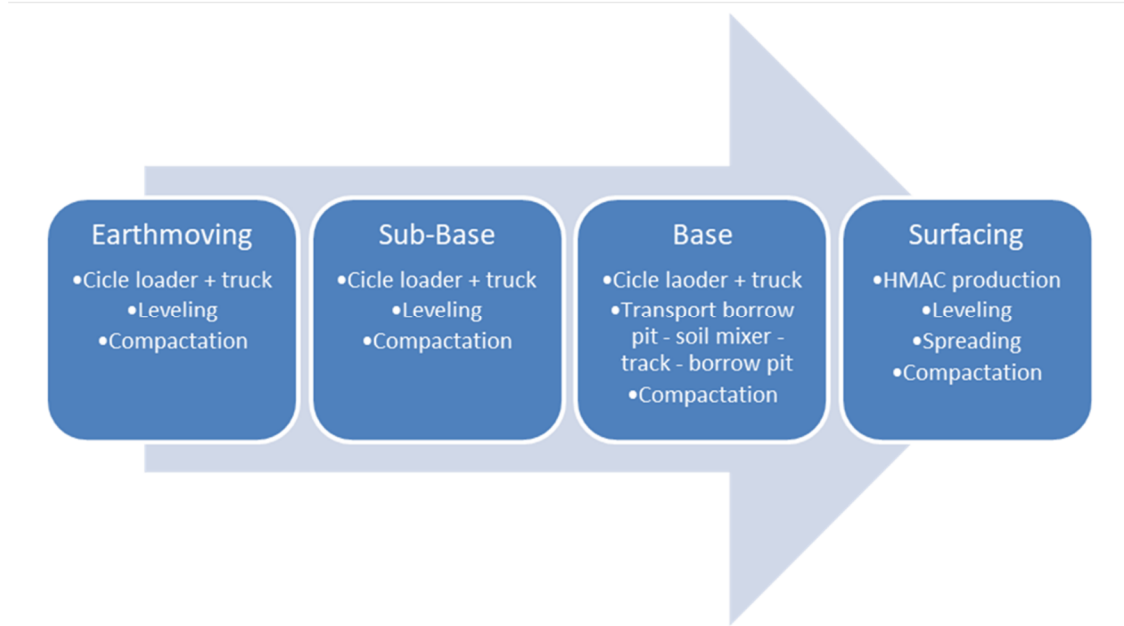 Earthmoving
•Cicle loader + truck
•Leveling
•Compactation
Sub-Base
•Cicle loader + truck
•Leveling
•Compactation
Base
•Cicle laoder + truck
•Transport borrow
pit - soil mixer -
track - borrow pit
•Compactation
Surfacing
•HMAC production
•Leveling
•Spreading
•Compactation